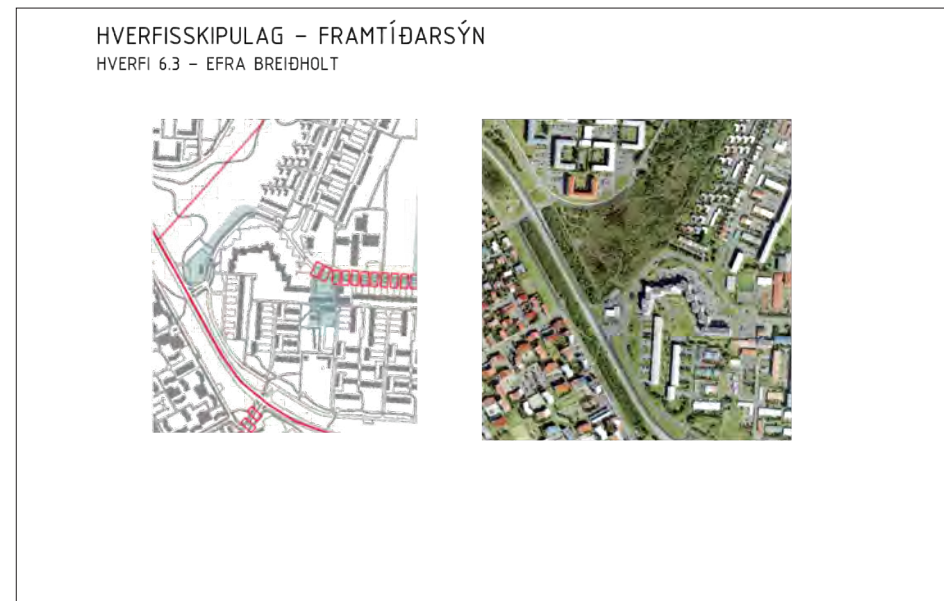 HVERFISSKIPULAG – FRAMTÍÐARSÝN
HVERFI 6.3 – EFRA BREIÐHOLT